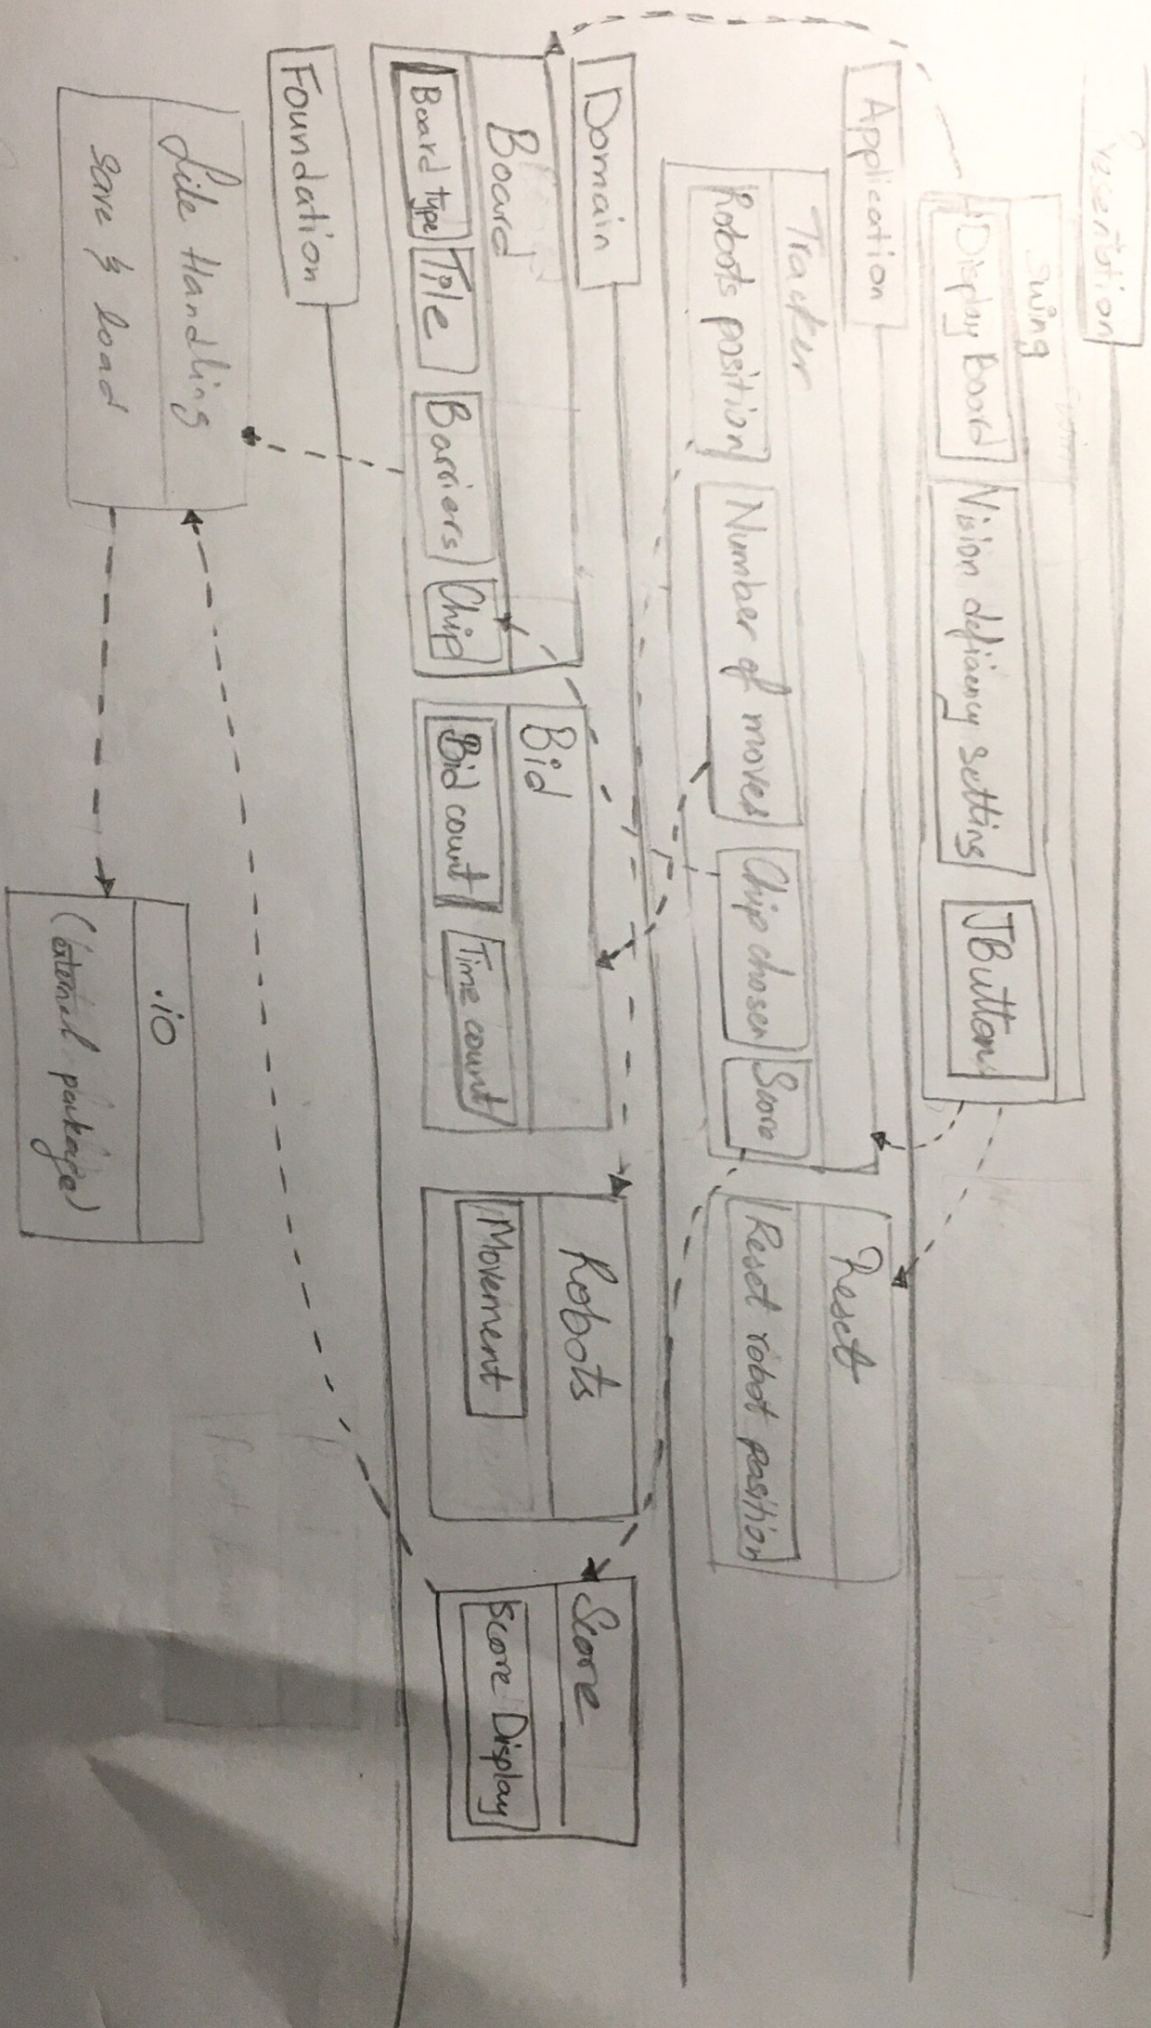 Presentation
Swing
Display Board
Vision deficiency setting
JButton
Application
Tracker
Robots position
Number of moves
Chip chosen
Score
Reset
Reset robot position
Domain
Board
Board type
Tile
Barriers
Chip
Bid
Bid count
Time count
Robots
Movement
Score
Score Display
Foundation
File Handling
save & load
.io
(external package)